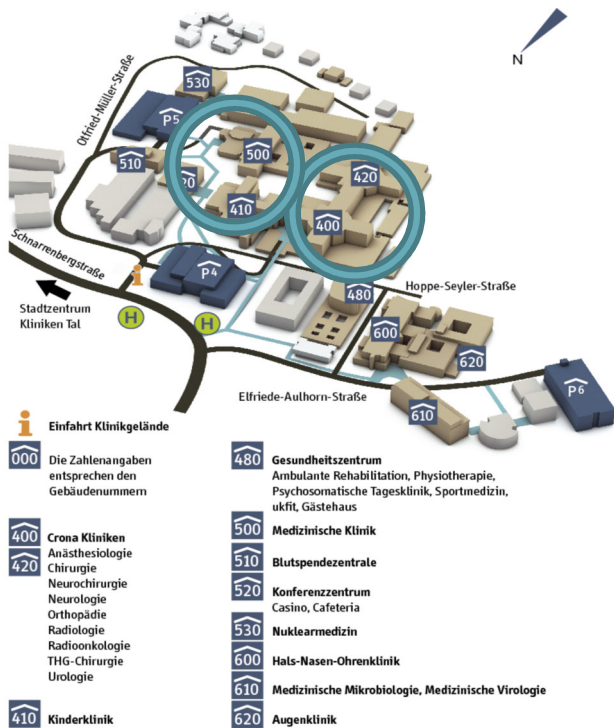 N
530
Otfried-Müller-Straße
P5
510
500
20
420
410
400
Schnarrenbergstraße
P4
i
Hoppe-Seyler-Straße
Stadtzentrum
Kliniken Tal
H
H
480
600
620
P6
Elfriede-Aulhorn-Straße
610
i Einfahrt Klinikgelände
000 Die Zahlenangaben
entsprechen den
Gebäudenummern
400 Crona Kliniken
420 Anästhesiologie
Chirurgie
Neurochirurgie
Neurologie
Orthopädie
Radiologie
Radioonkologie
THG-Chirurgie
Urologie
410 Kinderklinik
480 Gesundheitszentrum
Ambulante Rehabilitation, Physiotherapie,
Psychosomatische Tagesklinik, Sportmedizin,
ukfit, Gästehaus
500 Medizinische Klinik
510 Blutspendezentrale
520 Konferenzzentrum
Casino, Cafeteria
530 Nuklearmedizin
600 Hals-Nasen-Ohrenklinik
610 Medizinische Mikrobiologie, Medizinische Virologie
620 Augenklinik